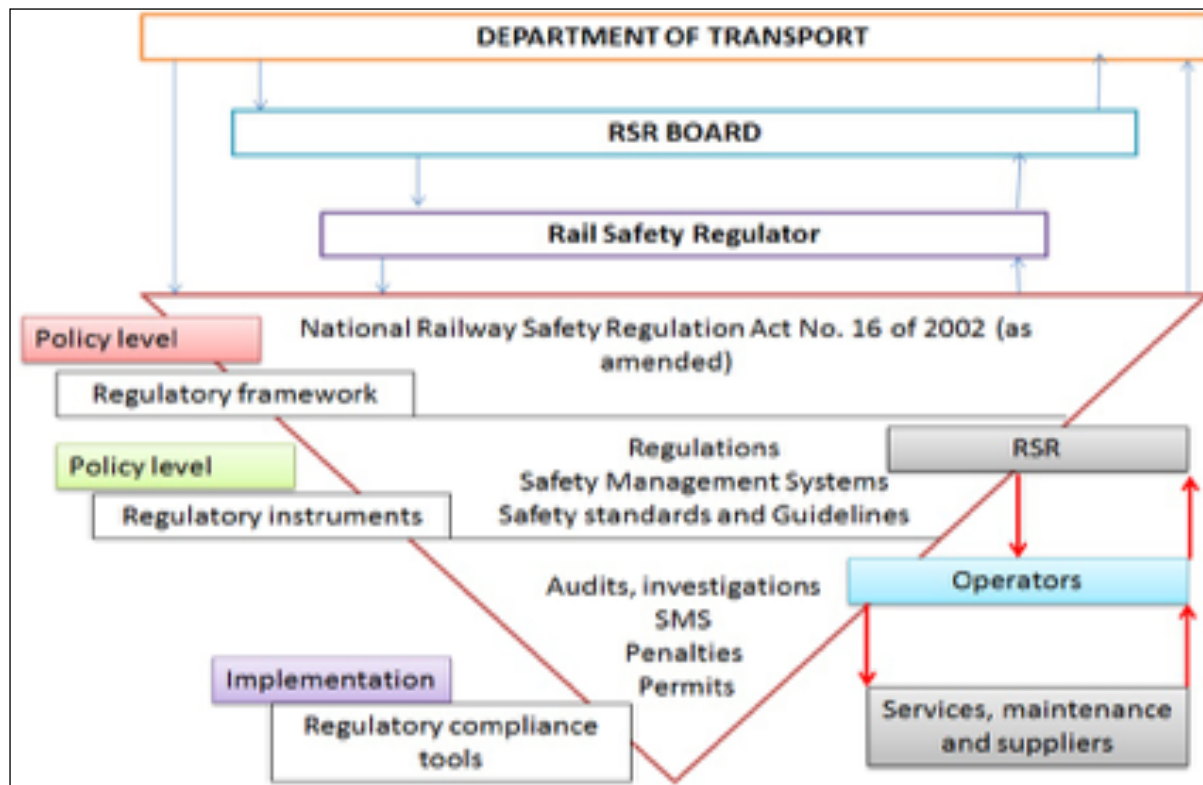 DEPARTMENT OF TRANSPORT
RSR BOARD
Rail Safety Regulator
Policy level
National Railway Safety Regulation Act No. 16 of 2002 (as
amended)
Regulatory framework
Policy level
Regulations
Safety Management Systems
Safety standards and Guidelines
Regulatory instruments
RSR
Operators
Audits, investigations
SMS
Penalties
Permits
Implementation
Regulatory compliance
tools
Services, maintenance
and suppliers